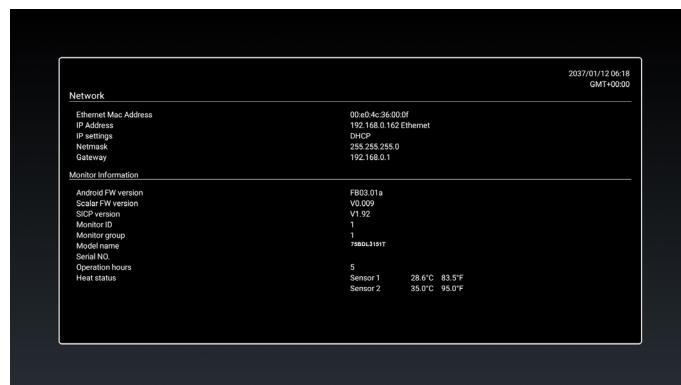 2037/01/12 06:18
GMT+00:00
Network
Ethernet Mac Address 00:e0:4c:36:00:0f
IP Address 192.168.0.162 Ethernet
IP settings DHCP
Netmask 255.255.255.0
Gateway 192.168.0.1
Monitor Information
Android FW version FB03.01a
Scalar FW version V0.009
SICP version V1.92
Monitor ID 1
Monitor group 1
Model name 75BDL3151T
Serial NO.
Operation hours 5
Heat status Sensor 1 28.6°C 83.5°F
Sensor 2 35.0°C 95.0°F